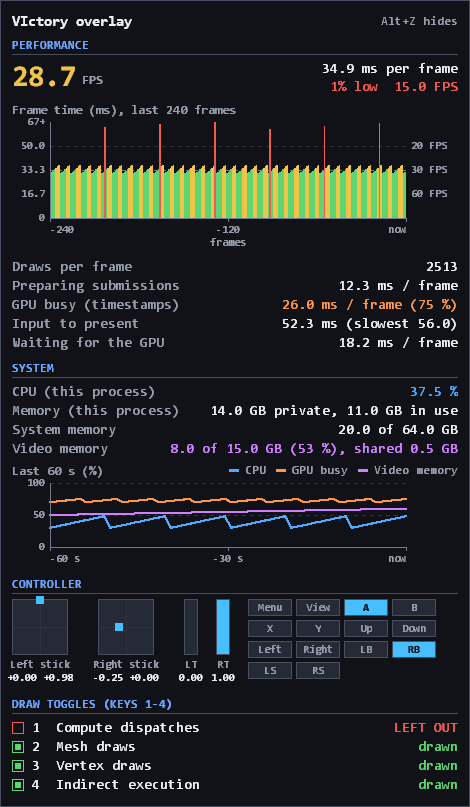 VIctory overlay Alt+Z hides
PERFORMANCE
28.7 FPS
34.9 ms per frame
1% low 15.0 FPS
Frame time (ms), last 240 frames
67+
50.0 20 FPS
33.3 30 FPS
16.7 60 FPS
0
-240 -120 now
frames
Draws per frame 2513
Preparing submissions 12.3 ms / frame
GPU busy (timestamps) 26.0 ms / frame (75 %)
Input to present 52.3 ms (slowest 56.0)
Waiting for the GPU 18.2 ms / frame
SYSTEM
CPU (this process) 37.5 %
Memory (this process) 14.0 GB private, 11.0 GB in use
System memory 20.0 of 64.0 GB
Video memory 8.0 of 15.0 GB (53 %), shared 0.5 GB
Last 60 s (%) CPU GPU busy Video memory
100
50
0
-60 s -30 s now
CONTROLLER
Menu View A B
X Y Up Down
Left Right LB RB
LS RS
Left stick Right stick LT RT
+0.00 +0.98 -0.25 +0.00 0.00 1.00
DRAW TOGGLES (KEYS 1-4)
1 Compute dispatches LEFT OUT
2 Mesh draws drawn
3 Vertex draws drawn
4 Indirect execution drawn